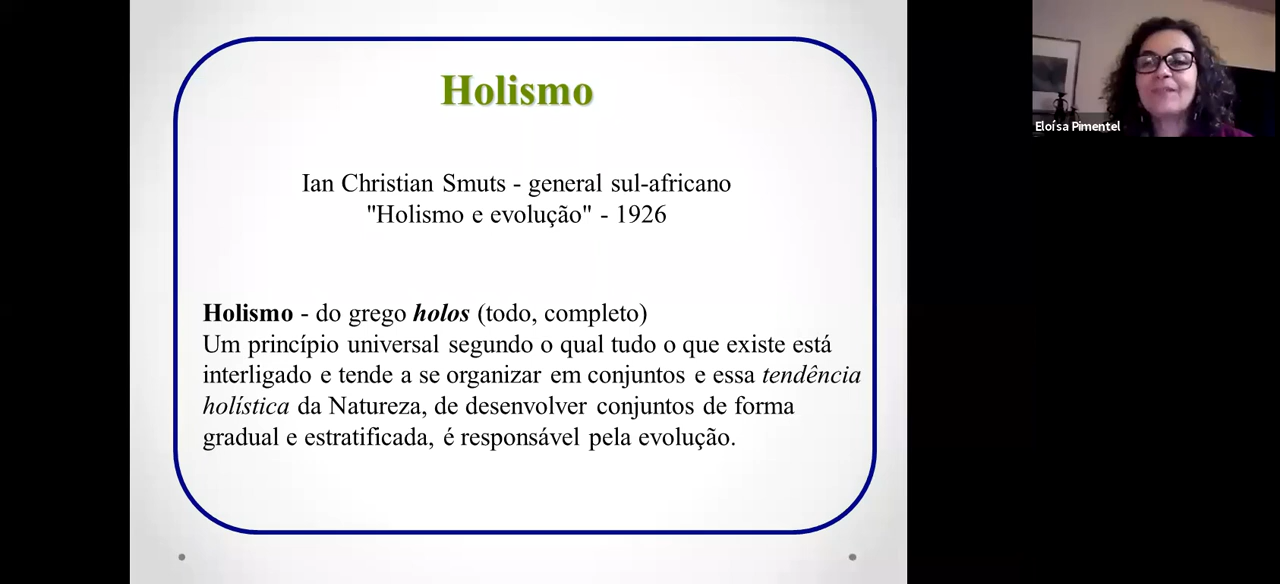 Holismo
Ian Christian Smuts - general sul-africano
"Holismo e evolução" - 1926
Holismo - do grego holos (todo, completo)
Um princípio universal segundo o qual tudo o que existe está
interligado e tende a se organizar em conjuntos e essa tendência
holística da Natureza, de desenvolver conjuntos de forma
gradual e estratificada, é responsável pela evolução.
Eloísa Pimentel